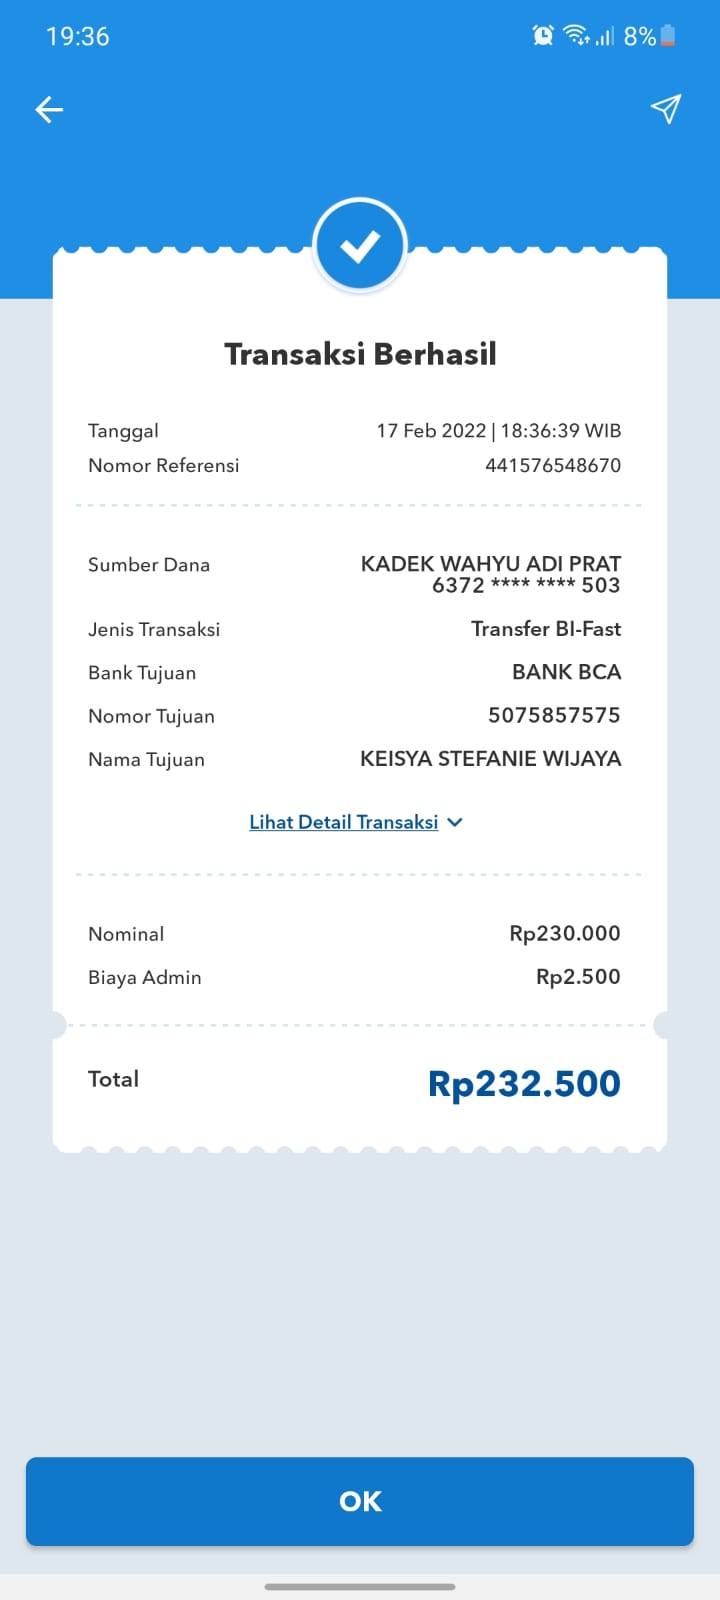 19:36
8%
Transaksi Berhasil
Tanggal 17 Feb 2022 | 18:36:39 WIB
Nomor Referensi 441576548670
Sumber Dana KADEK WAHYU ADI PRAT
6372 **** **** 503
Jenis Transaksi Transfer BI-Fast
Bank Tujuan BANK BCA
Nomor Tujuan 5075857575
Nama Tujuan KEISYA STEFANIE WIJAYA
Lihat Detail Transaksi
Nominal Rp230.000
Biaya Admin Rp2.500
Total Rp232.500
OK